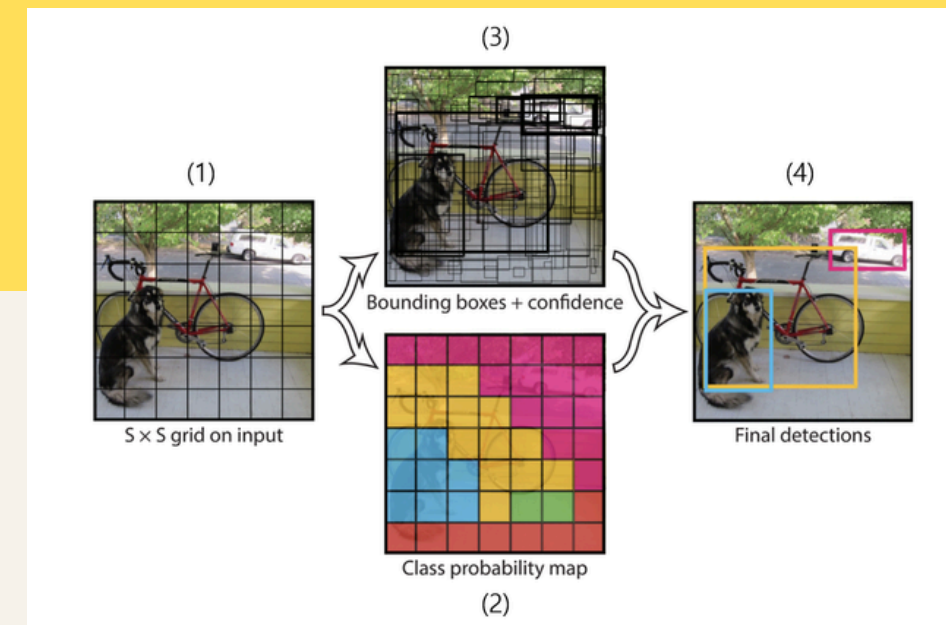 (3)
(1)
(4)
Bounding boxes + confidence
S × S grid on input
Final detections
Class probability map
(2)